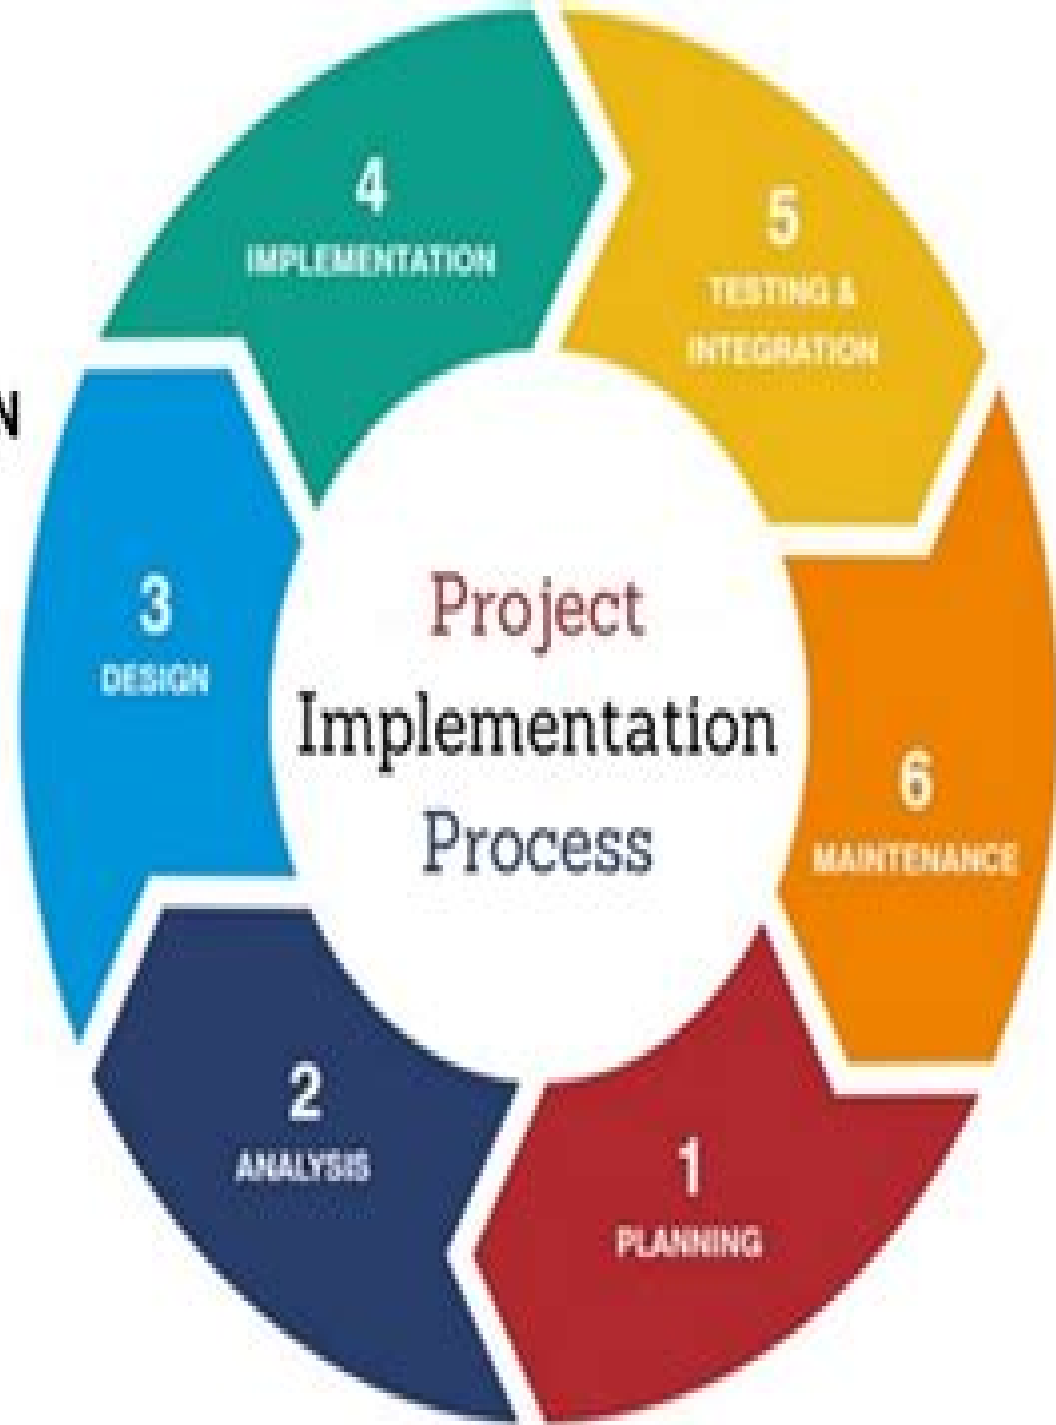 4
IMPLEMENTATION
5
TESTING &
INTEGRATION
N
3
DESIGN
Project
Implementation
Process
6
MAINTENANCE
2
ANALYSIS
1
PLANNING